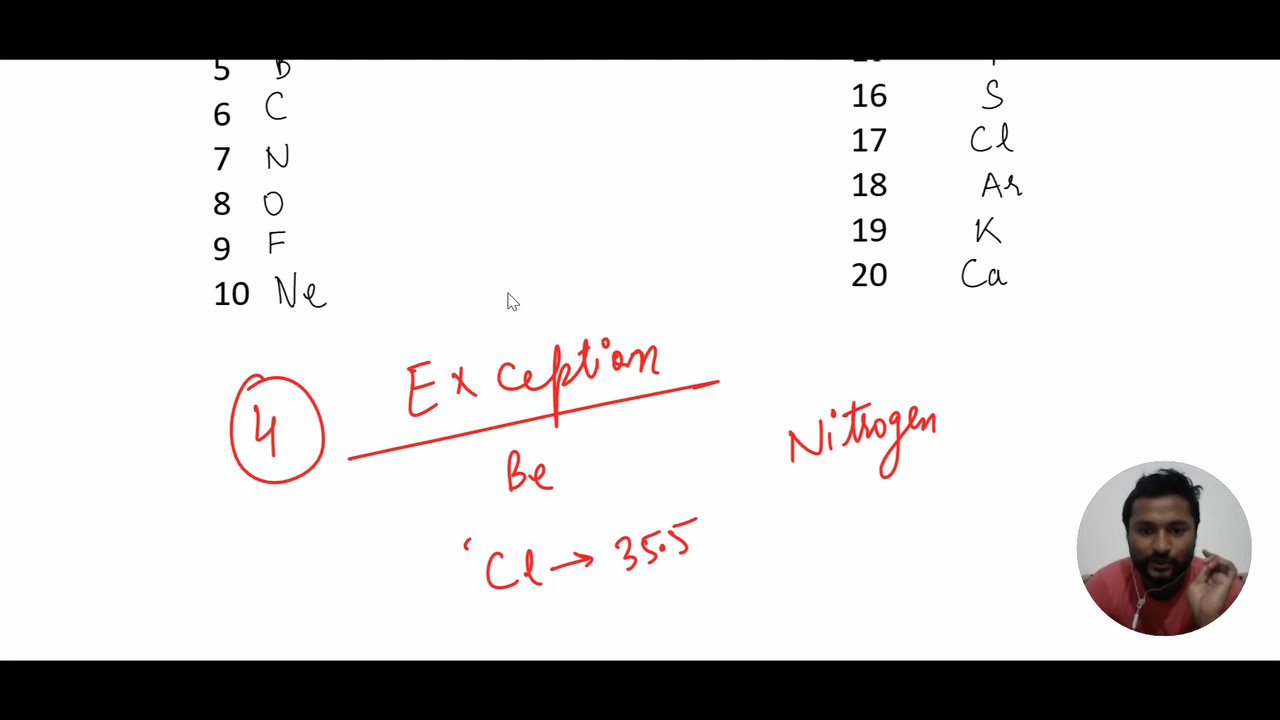 5 B
6 C
7 N
8 O
9 F
10 Ne
16 S
17 Cl
18 Ar
19 K
20 Ca
4
Exception
Be
Nitrogen
Cl → 35.5